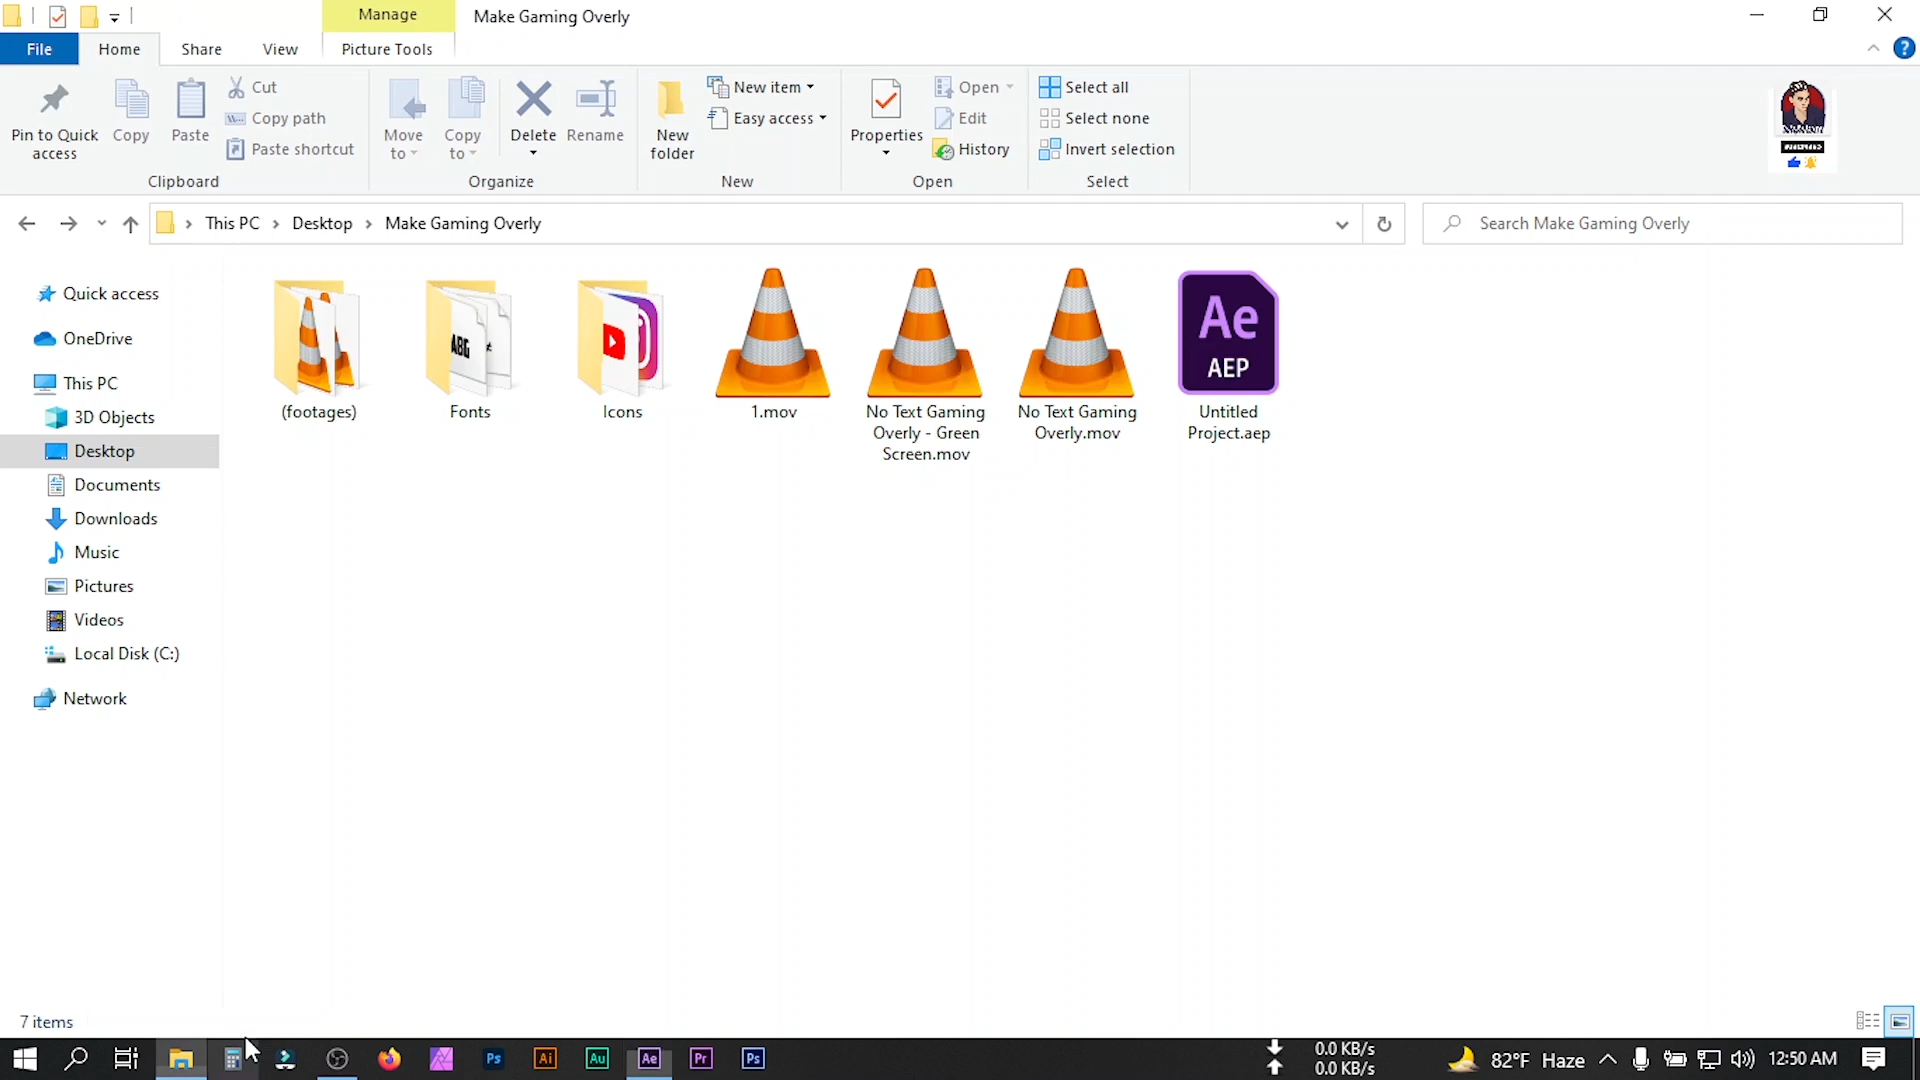 Manage
Make Gaming Overly
File
Home
Share
View
Picture Tools
?
Pin to Quick access
Copy
Paste
Cut
Copy path
Paste shortcut
Clipboard
Move to
Copy to
Delete
Rename
Organize
New folder
New item
Easy access
New
Properties
Open
Edit
History
Open
Select all
Select none
Invert selection
Select
This PC
Desktop
Make Gaming Overly
Search Make Gaming Overly
Quick access
OneDrive
This PC
3D Objects
Desktop
Documents
Downloads
Music
Pictures
Videos
Local Disk (C:)
Network
ABG
Ae
AEP
(footages)
Fonts
Icons
1.mov
No Text Gaming
Overly - Green
Screen.mov
No Text Gaming
Overly.mov
Untitled
Project.aep
7 items
Ps
Ai
Au
Ae
Pr
Ps
0.0 KB/s
0.0 KB/s
82°F Haze
12:50 AM